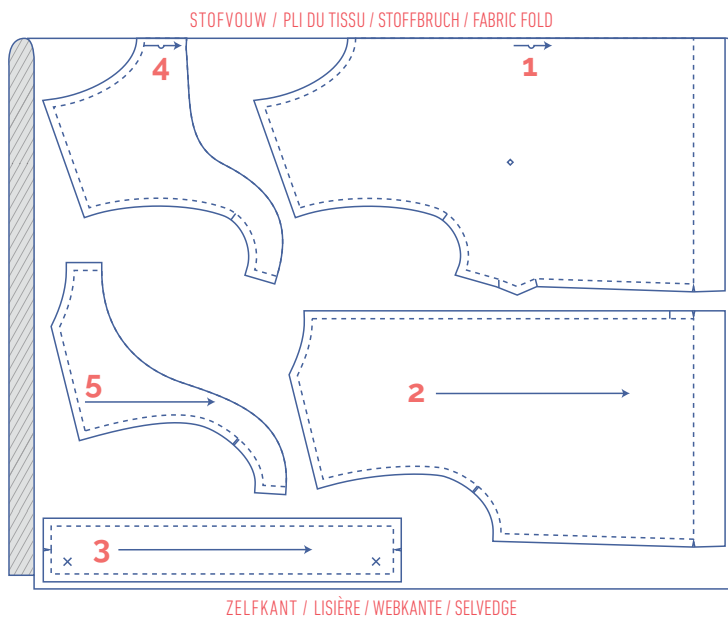 STOFVOUW / PLI DU TISSU / STOFFBRUCH / FABRIC FOLD
4
1
5
2
3
ZELFKANT / LISIÈRE / WEBKANTE / SELVEDGE